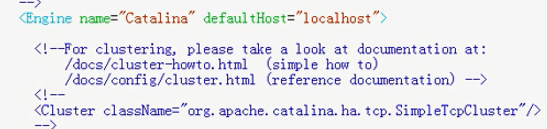 -->
<Engine name="Catalina" defaultHost="localhost">
<!--For clustering, please take a look at documentation at:
/docs/cluster-howto.html  (simple how to)
/docs/config/cluster.html (reference documentation) -->
<!--
<Cluster className="org.apache.catalina.ha.tcp.SimpleTcpCluster"/>
-->